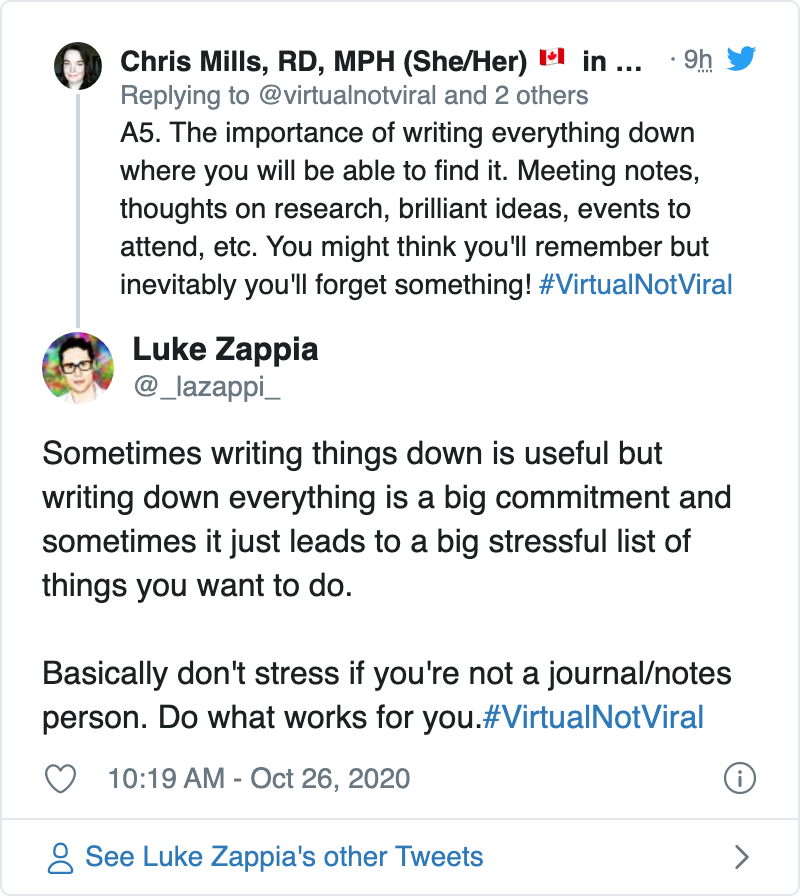 Chris Mills, RD, MPH (She/Her) 🇨🇦 in ... · 9h
Replying to @virtualnotviral and 2 others
A5. The importance of writing everything down
where you will be able to find it. Meeting notes,
thoughts on research, brilliant ideas, events to
attend, etc. You might think you'll remember but
inevitably you'll forget something! #VirtualNotViral
Luke Zappia
@_lazappi_
Sometimes writing things down is useful but
writing down everything is a big commitment and
sometimes it just leads to a big stressful list of
things you want to do.
Basically don't stress if you're not a journal/notes
person. Do what works for you.#VirtualNotViral
10:19 AM - Oct 26, 2020
See Luke Zappia's other Tweets